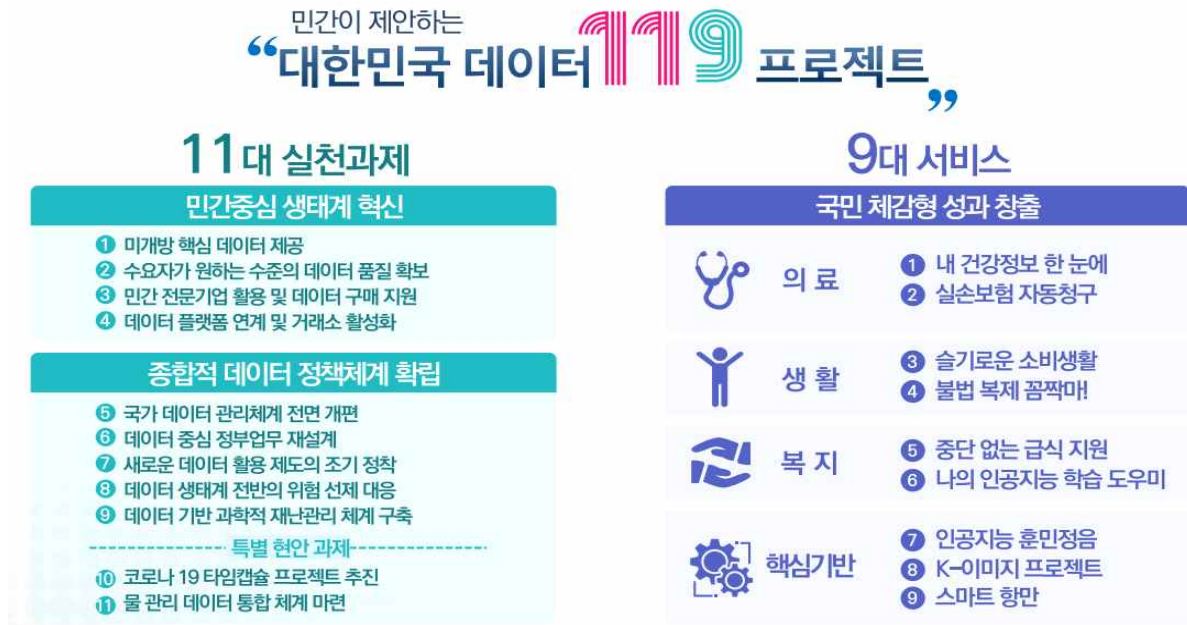 민간이 제안하는
“대한민국 데이터119 프로젝트”
11대 실천과제
민간중심 생태계 혁신
1 미개방 핵심 데이터 제공
2 수요자가 원하는 수준의 데이터 품질 확보
3 민간 전문기업 활용 및 데이터 구매 지원
4 데이터 플랫폼 연계 및 거래소 활성화
종합적 데이터 정책체계 확립
5 국가 데이터 관리체계 전면 개편
6 데이터 중심 정부업무 재설계
7 새로운 데이터 활용 제도의 조기 정착
8 데이터 생태계 전반의 위험 선제 대응
9 데이터 기반 과학적 재난관리 체계 구축
특별 현안 과제
10 코로나 19 타임캡슐 프로젝트 추진
11 물 관리 데이터 통합 체계 마련
9대 서비스
국민 체감형 성과 창출
의료
1 내 건강정보 한 눈에
2 실손보험 자동청구
생활
3 슬기로운 소비생활
4 불법 복제 꼼짝마!
복지
5 중단 없는 급식 지원
6 나의 인공지능 학습 도우미
핵심기반
7 인공지능 훈민정음
8 K-이미지 프로젝트
9 스마트 항만